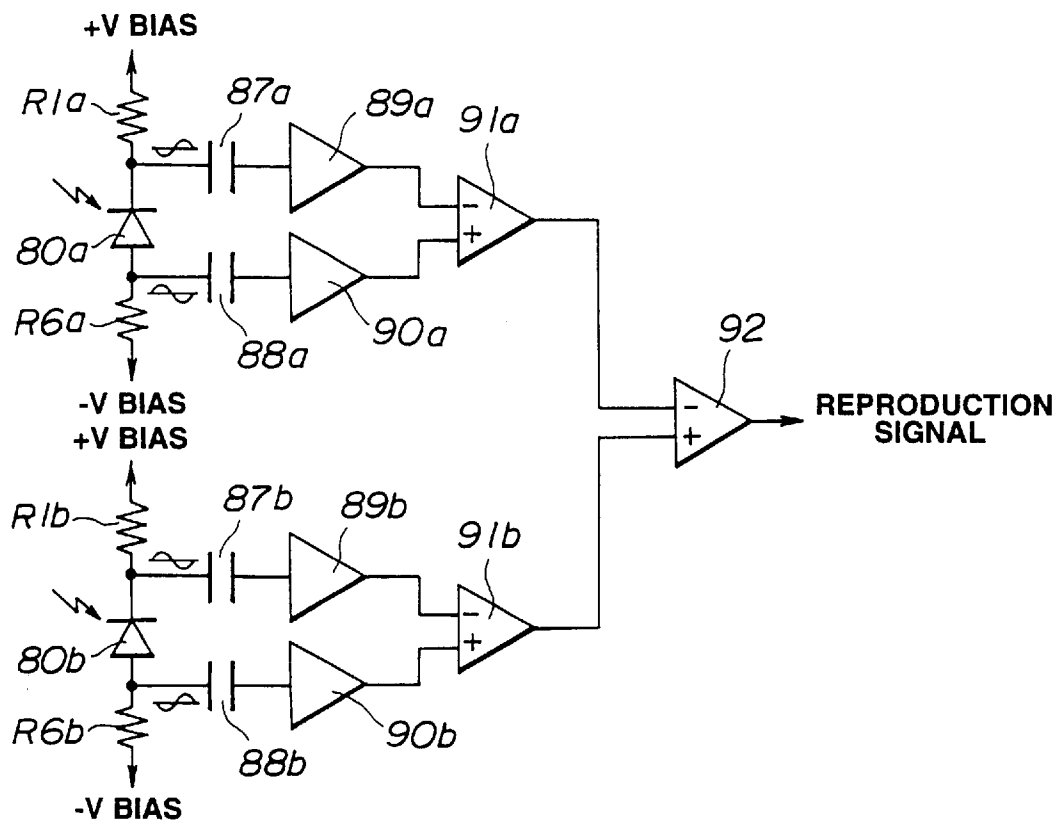 +V BIAS
R1a
87a
89a
91a
80a
- +
R6a
88a
90a
-V BIAS
92
- +
REPRODUCTION
SIGNAL
+V BIAS
R1b
87b
89b
91b
80b
- +
R6b
88b
90b
-V BIAS